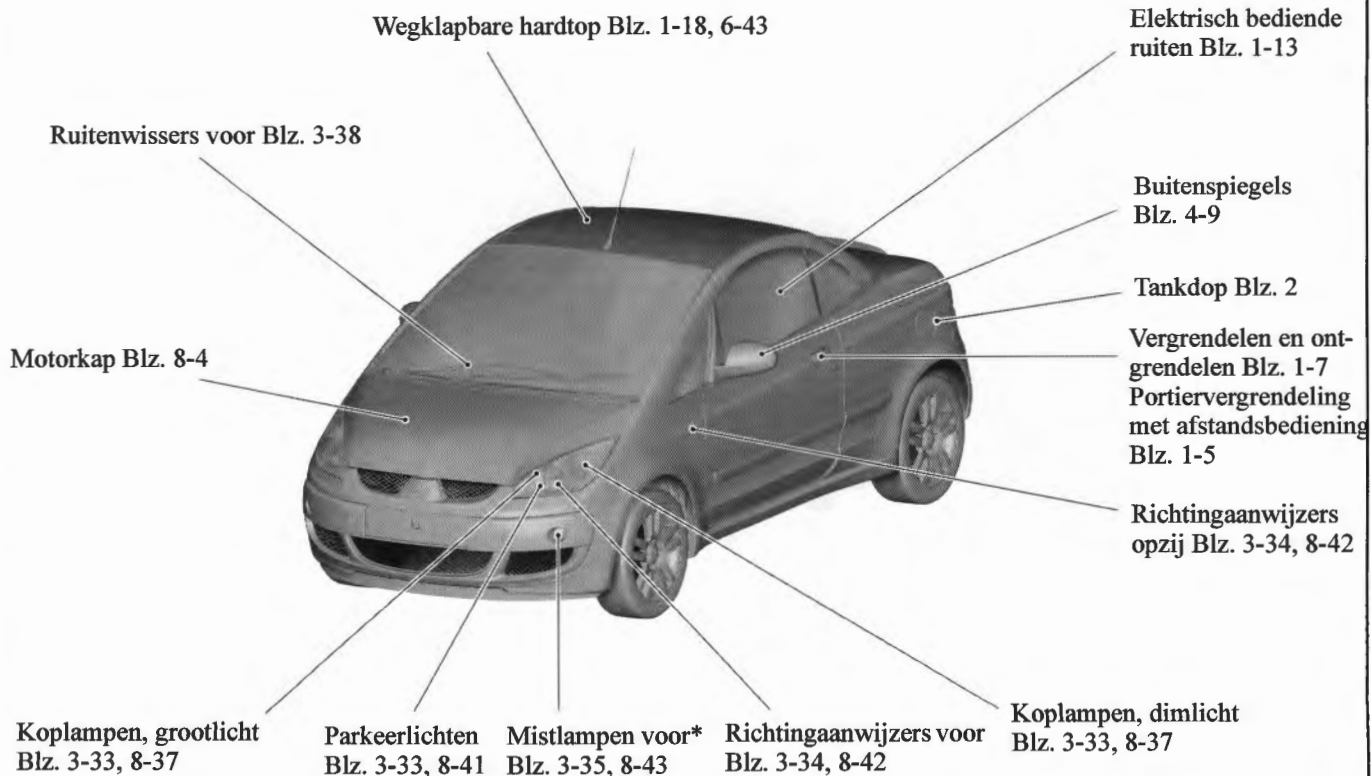 Wegklapbare hardtop Blz. 1-18, 6-43
Elektrisch bediende
ruiten Blz. 1-13
Ruitenwissers voor Blz. 3-38
Buitenspiegels
Blz. 4-9
Tankdop Blz. 2
Motorkap Blz. 8-4
Vergrendelen en ont-
grendelen Blz. 1-7
Portiervergrendeling
met afstandsbediening
Blz. 1-5
Richtingaanwijzers
opzij Blz. 3-34, 8-42
Koplampen, grootlicht
Blz. 3-33, 8-37
Parkeerlichten
Blz. 3-33, 8-41
Mistlampen voor*
Blz. 3-35, 8-43
Richtingaanwijzers voor
Blz. 3-34, 8-42
Koplampen, dimlicht
Blz. 3-33, 8-37